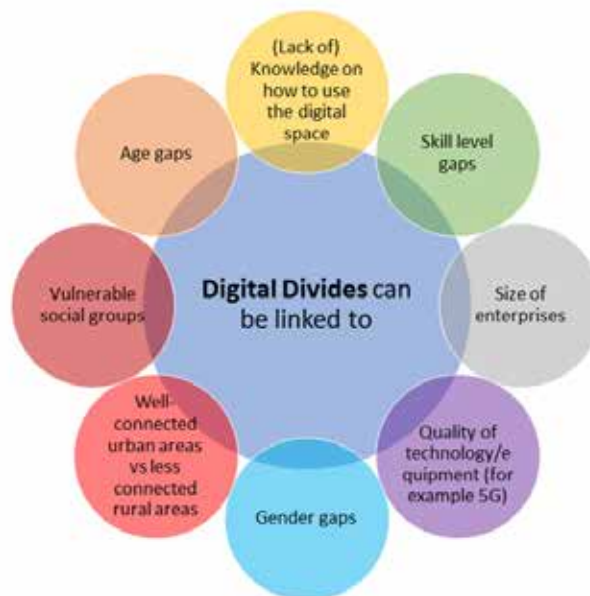 (Lack of)
Knowledge on
how to use
the digital
space
Skill level
gaps
Size of
enterprises
Quality of
technology/e
quipment (for
example 5G)
Gender gaps
Well-
connected
urban areas
vs less
connected
rural areas
Vulnerable
social groups
Age gaps
Digital Divides can
be linked to